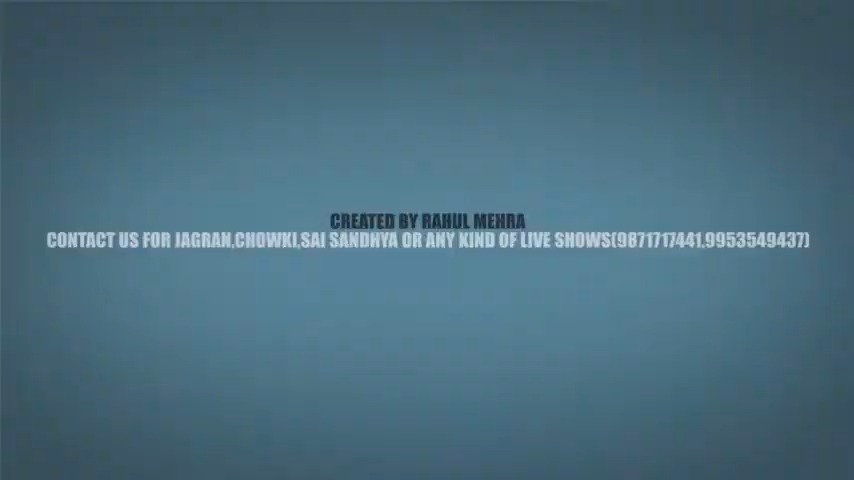 CREATED BY RAHUL MEHRA
CONTACT US FOR JAGRAN,CHOWKI,SAI SANDHYA OR ANY KIND OF LIVE SHOWS(9871717441,9953549437)